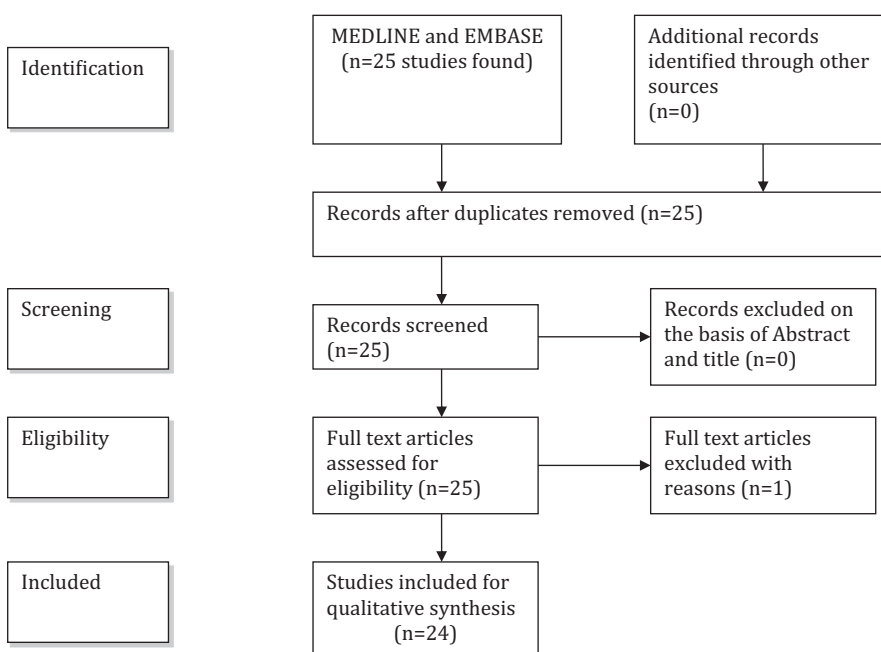 Identification
MEDLINE and EMBASE
(n=25 studies found)
Additional records
identified through other
sources
(n=0)
Records after duplicates removed (n=25)
Screening
Records screened
(n=25)
Records excluded on
the basis of Abstract
and title (n=0)
Eligibility
Full text articles
assessed for
eligibility (n=25)
Full text articles
excluded with
reasons (n=1)
Included
Studies included for
qualitative synthesis
(n=24)